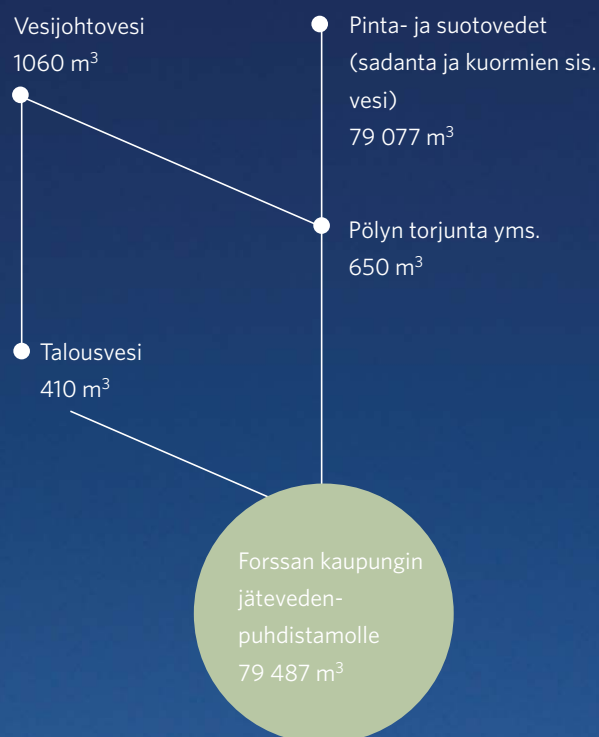 Vesijohtovesi
1060 m³
Pinta- ja suotovedet
(sadanta ja kuormien sis.
vesi)
79 077 m³
Pölyn torjunta yms.
650 m³
Talousvesi
410 m³
Forssan kaupungin
jäteveden-
puhdistamolle
79 487 m³